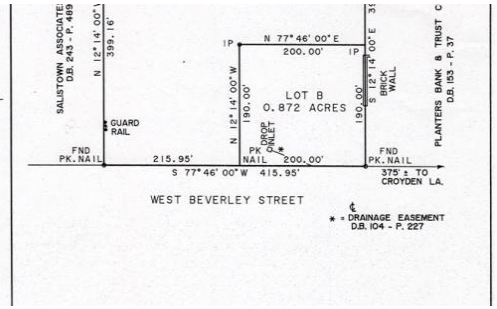 SALISTOWN ASSOCIATES
D.B. 243 - P. 489
N 12° 14' 00"
399.16'
N 77° 46' 00" E
200.00'
IP
IP
LOT B
0.872 ACRES
N 12° 14' 00" W
190.00'
DROP
INLET
*
190.00'
S 12° 14' 00" E
BRICK
WALL
PLANTERS BANK & TRUST C
D.B. 153 - P. 37
GUARD
RAIL
FND
PK. NAIL
215.95'
PK
NAIL
200.00'
FND
PK. NAIL
S 77° 46' 00" W 415.95'
375' ± TO
CROYDEN LA.
WEST BEVERLEY STREET
℄
* = DRAINAGE EASEMENT
D.B. 104 - P. 227